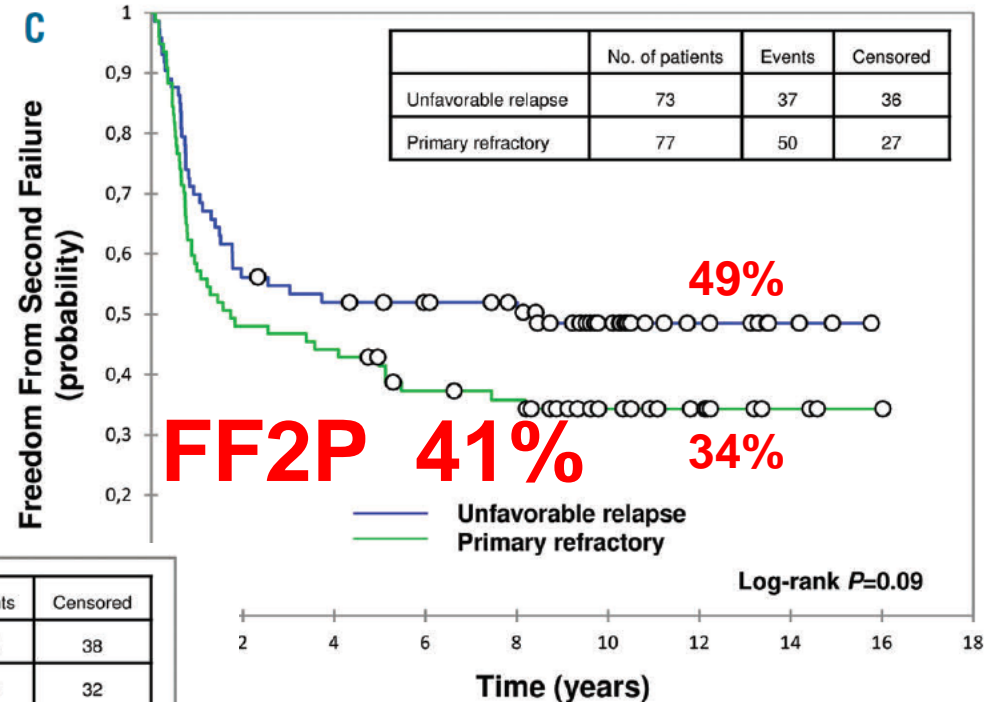 C
1
0,9
0,8
0,7
0,6
0,5
0,4
0,3
0,2
Freedom From Second Failure
(probability)
No. of patients Events Censored
Unfavorable relapse 73 37 36
Primary refractory 77 50 27
49%
34%
FF2P 41%
Unfavorable relapse
Primary refractory
Log-rank P=0.09
Censored
38
32
2 4 6 8 10 12 14 16 18
Time (years)